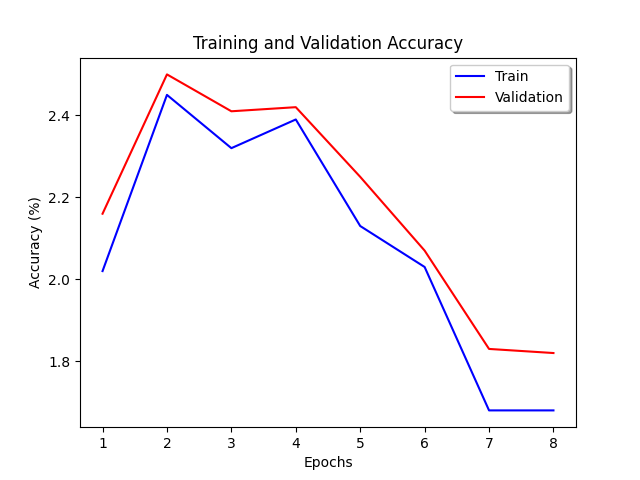 Training and Validation Accuracy
Train
Validation
Accuracy (%)
2.4
2.2
2.0
1.8
1 2 3 4 5 6 7 8
Epochs